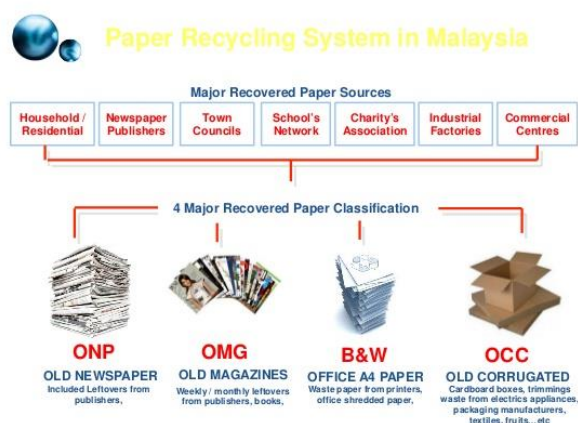 Paper Recycling System in Malaysia
Major Recovered Paper Sources
Household /
Residential
Newspaper
Publishers
Town
Councils
School's
Network
Charity's
Association
Industrial
Factories
Commercial
Centres
4 Major Recovered Paper Classification
ONP
OLD NEWSPAPER
Included Leftovers from
publishers,
OMG
OLD MAGAZINES
Weekly / monthly leftovers
from publishers, books,
B&W
OFFICE A4 PAPER
Waste paper from printers,
office shredded paper,
OCC
OLD CORRUGATED
Cardboard boxes, trimmings
waste from electrics appliances,
packaging manufacturers,
textiles, fruits...etc